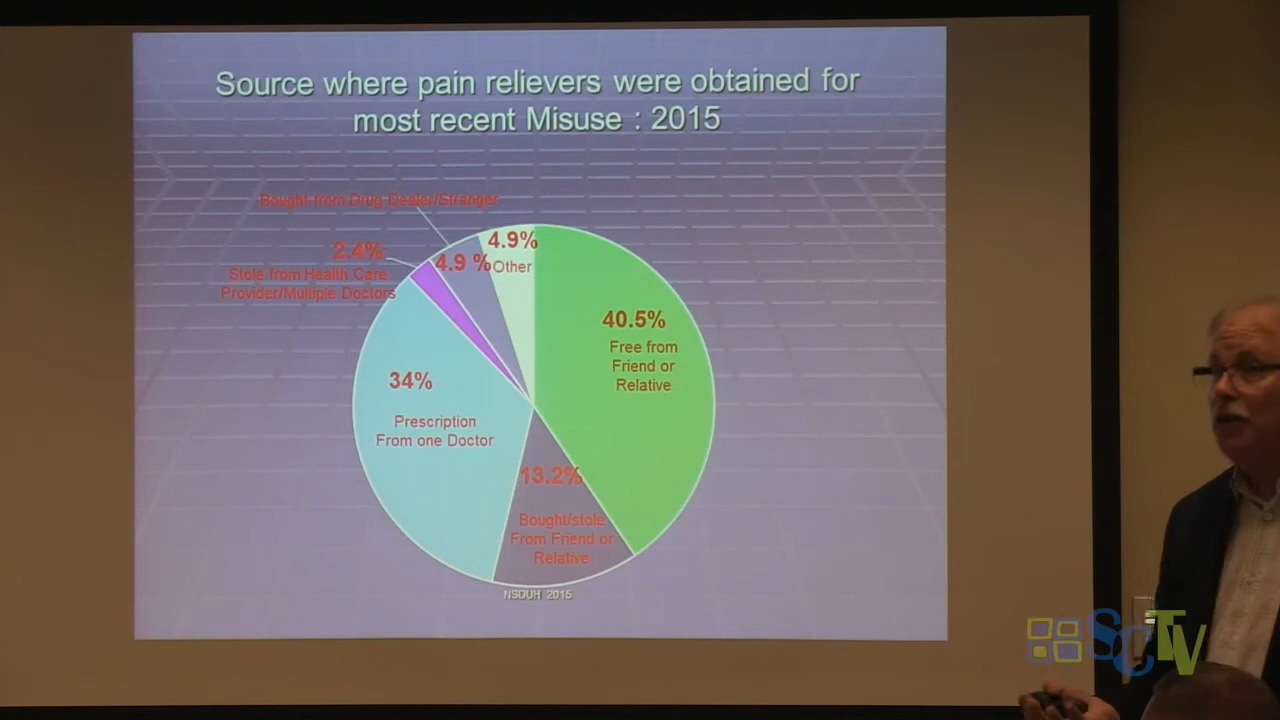 Source where pain relievers were obtained for
most recent Misuse : 2015
Bought from Drug Dealer/Stranger
2.4%
Stole from Health Care
Provider/Multiple Doctors
4.9 %
4.9%
Other
40.5%
Free from
Friend or
Relative
34%
Prescription
From one Doctor
13.2%
Bought/stole
From Friend or
Relative
NSDUH 2015
SCTV